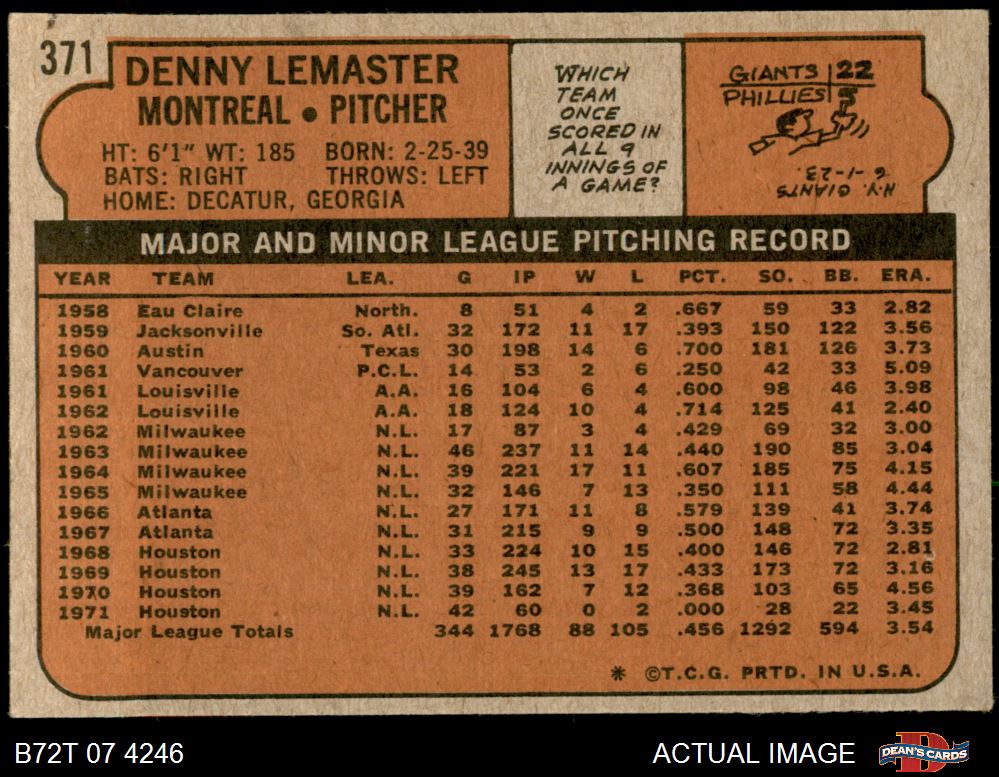 371
DENNY LEMASTER
MONTREAL • PITCHER
HT: 6'1" WT: 185 BORN: 2-25-39
BATS: RIGHT THROWS: LEFT
HOME: DECATUR, GEORGIA
WHICH
TEAM
ONCE
SCORED IN
ALL 9
INNINGS OF
A GAME?
GIANTS 22
PHILLIES 5
N.Y. GIANTS
6-1-23.
MAJOR AND MINOR LEAGUE PITCHING RECORD
YEAR TEAM LEA. G IP W L PCT. SO. BB. ERA.
1958 Eau Claire North. 8 51 4 2 .667 59 33 2.82
1959 Jacksonville So. Atl. 32 172 11 17 .393 150 122 3.56
1960 Austin Texas 30 198 14 6 .700 181 126 3.73
1961 Vancouver P.C.L. 14 53 2 6 .250 42 33 5.09
1961 Louisville A.A. 16 104 6 4 .600 98 46 3.98
1962 Louisville A.A. 18 124 10 4 .714 125 41 2.40
1962 Milwaukee N.L. 17 87 3 4 .429 69 32 3.00
1963 Milwaukee N.L. 46 237 11 14 .440 190 85 3.04
1964 Milwaukee N.L. 39 221 17 11 .607 185 75 4.15
1965 Milwaukee N.L. 32 146 7 13 .350 111 58 4.44
1966 Atlanta N.L. 27 171 11 8 .579 139 41 3.74
1967 Atlanta N.L. 31 215 9 9 .500 148 72 3.35
1968 Houston N.L. 33 224 10 15 .400 146 72 2.81
1969 Houston N.L. 38 245 13 17 .433 173 72 3.16
1970 Houston N.L. 39 162 7 12 .368 103 65 4.56
1971 Houston N.L. 42 60 0 2 .000 28 22 3.45
Major League Totals 344 1768 88 105 .456 1292 594 3.54
* ©T.C.G. PRTD. IN U.S.A.
B72T 07 4246
ACTUAL IMAGE
DEAN'S CARDS